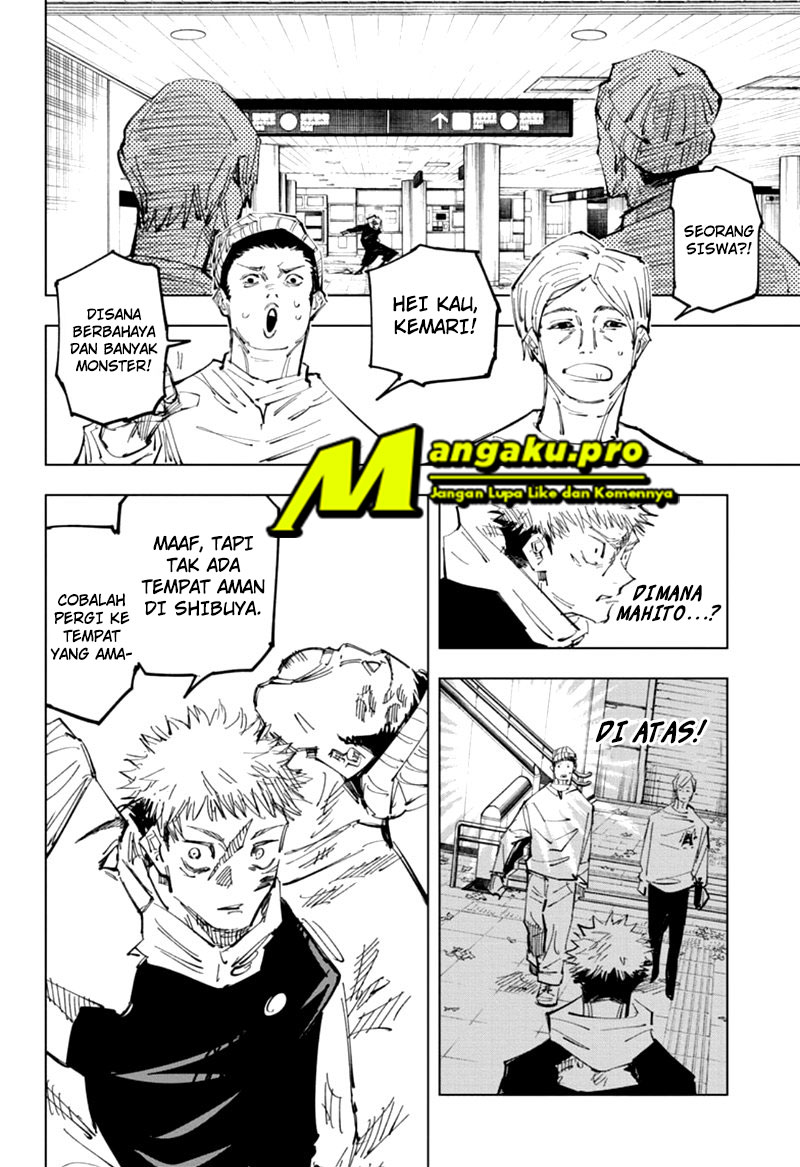 SEORANG
SISWA?!
HEI KAU,
KEMARI!
DISANA
BERBAHAYA
DAN BANYAK
MONSTER!
Mangaku.pro
Jangan Lupa Like dan Komennya
DIMANA
MAHITO...?
DI ATAS!
MAAF, TAPI
TAK ADA
TEMPAT AMAN
DI SHIBUYA.
COBALAH
PERGI KE
TEMPAT
YANG AMA-